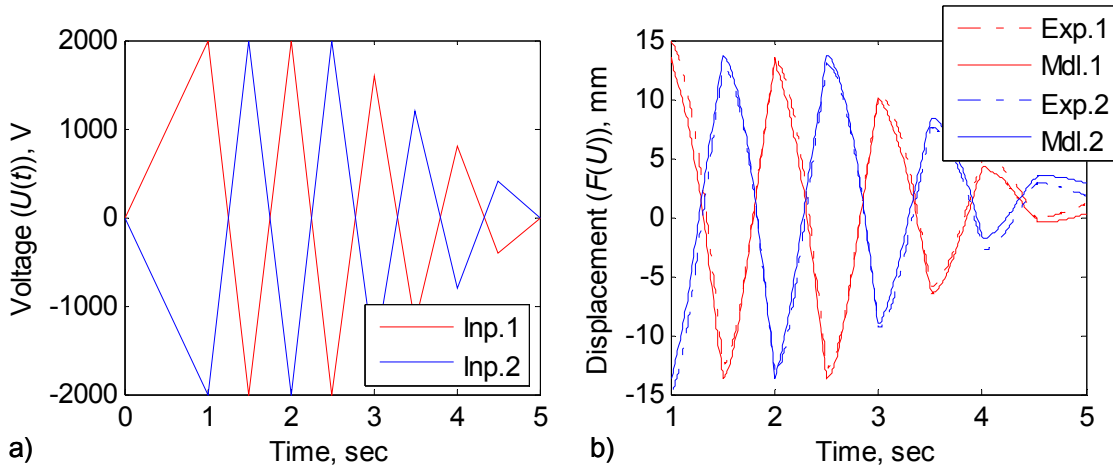 2000
1000
0
-1000
-2000
Voltage (U(t)), V
Inp.1
Inp.2
0 1 2 3 4 5
Time, sec
a)
Exp.1
Mdl.1
Exp.2
Mdl.2
15
10
5
0
-5
-10
-15
Displacement (F(U)), mm
1 2 3 4 5
Time, sec
b)